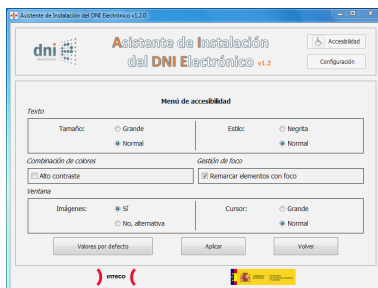 Asistente de Instalación del DNI Electrónico v1.2.0
dni
Asistente de Instalación
del DNI Electrónico v1.2
Accesibilidad
Configuración
Menú de accesibilidad
Texto
Tamaño: Grande Estilo: Negrita
Normal Normal
Combinación de colores Gestión de foco
Alto contraste Remarcar elementos con foco
Ventana
Imágenes: Sí Cursor: Grande
No, alternativa Normal
Valores por defecto Aplicar Volver
inteco